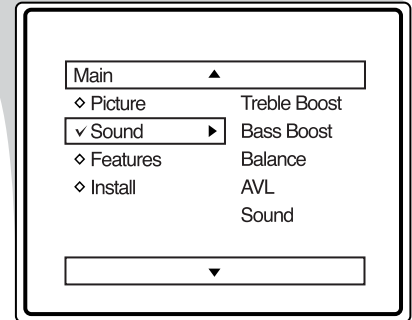 Main
Picture Treble Boost
Sound Bass Boost
Features Balance
Install AVL
Sound